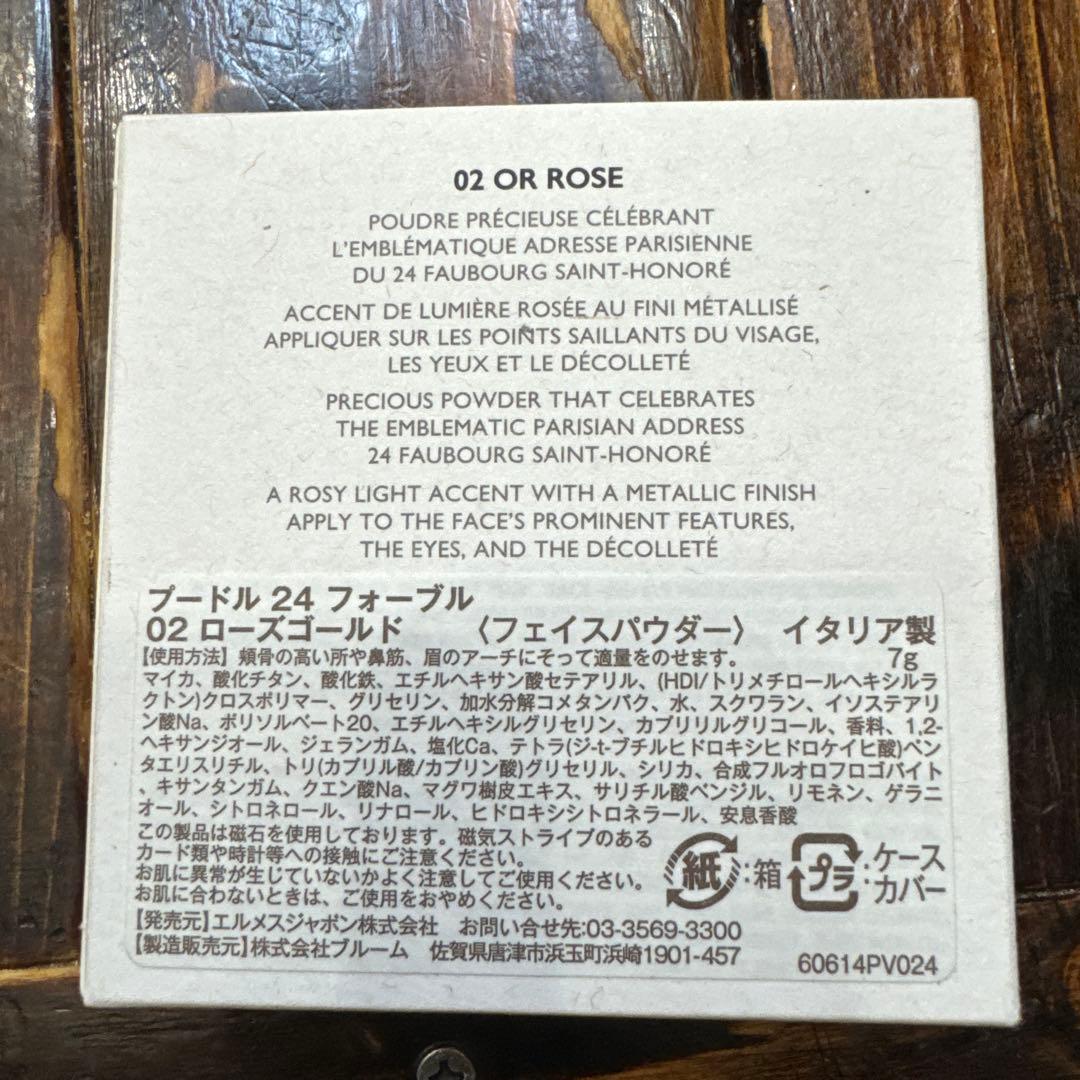 02 OR ROSE
POUDRE PRÉCIEUSE CÉLÉBRANT
L'EMBLÉMATIQUE ADRESSE PARISIENNE
DU 24 FAUBOURG SAINT-HONORÉ
ACCENT DE LUMIÈRE ROSÉE AU FINI MÉTALLISÉ
APPLIQUER SUR LES POINTS SAILLANTS DU VISAGE,
LES YEUX ET LE DÉCOLLETÉ
PRECIOUS POWDER THAT CELEBRATES
THE EMBLEMATIC PARISIAN ADDRESS
24 FAUBOURG SAINT-HONORÉ
A ROSY LIGHT ACCENT WITH A METALLIC FINISH
APPLY TO THE FACE'S PROMINENT FEATURES,
THE EYES, AND THE DÉCOLLETÉ
プードル 24 フォーブル
02 ローズゴールド 〈フェイスパウダー〉 イタリア製
【使用方法】頬骨の高い所や鼻筋、眉のアーチにそって適量をのせます。 7g
マイカ、酸化チタン、酸化鉄、エチルヘキサン酸セテアリル、(HDI/トリメチロールヘキシルラ
クトン)クロスポリマー、グリセリン、加水分解コメタンパク、水、スクワラン、イソステアリ
ン酸Na、ポリソルベート20、エチルヘキシルグリセリン、カプリリルグリコール、香料、1,2-
ヘキサンジオール、ジェランガム、塩化Ca、テトラ(ジ-t-ブチルヒドロキシヒドロケイヒ酸)ペン
タエリスリチル、トリ(カプリル酸/カプリン酸)グリセリル、シリカ、合成フルオロフロゴパイト
、キサンタンガム、クエン酸Na、マグワ樹皮エキス、サリチル酸ベンジル、リモネン、ゲラニ
オール、シトロネロール、リナロール、ヒドロキシシトロネラール、安息香酸
この製品は磁石を使用しております。磁気ストライプのある
カード類や時計等への接触にご注意ください。
お肌に異常が生じていないかよく注意してご使用ください。
お肌に合わないときは、ご使用をおやめください。
紙:箱 プラ:ケース
カバー
【発売元】エルメスジャポン株式会社 お問い合せ先:03-3569-3300
【製造販売元】株式会社ブルーム 佐賀県唐津市浜玉町浜崎1901-457
60614PV024